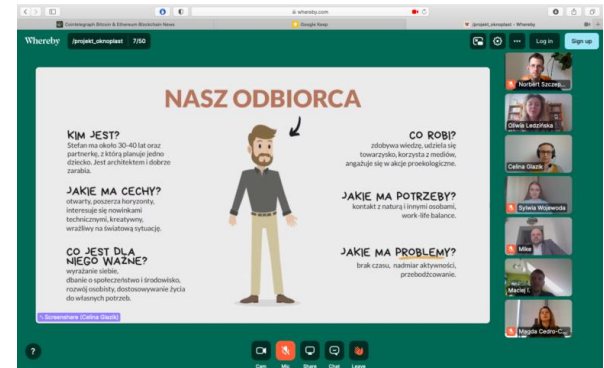 whereby.com
Cointelegraph Bitcoin & Ethereum Blockchain News
Google Keep
/projekt_oknoplast - Whereby
Whereby
/projekt_oknoplast
7/50
Log in
Sign up
NASZ ODBIORCA
KIM JEST?
Stefan ma około 30-40 lat oraz
partnerkę, z którą planuje jedno
dziecko. Jest architektem i dobrze
zarabia.
JAKIE MA CECHY?
otwarty, poszerza horyzonty,
interesuje się nowinkami
technicznymi, kreatywny,
wrażliwy na światową sytuację.
CO JEST DLA
NIEGO WAŻNE?
wyrażanie siebie,
dbanie o społeczeństwo i środowisko,
rozwój osobisty, dostosowywanie życia
do własnych potrzeb.
CO ROBI?
zdobywa wiedzę, udziela się
towarzysko, korzysta z mediów,
angażuje się w akcje proekologiczne.
JAKIE MA POTRZEBY?
kontakt z naturą i innymi osobami,
work-life balance.
JAKIE MA PROBLEMY?
brak czasu, nadmiar aktywności,
przebodźcowanie.
Screenshare (Celina Glazik)
Norbert Szczep...
Oliwia Ledzińska
Celina Glazik
Sylwia Wojewoda
Mike
Maciej I.
Magda Cedro-C...
?
Cam
Mic
Share
Chat
Leave